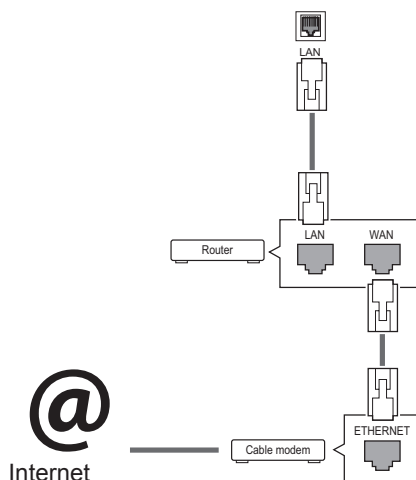 LAN
LAN WAN
Router
ETHERNET
@
Cable modem
Internet